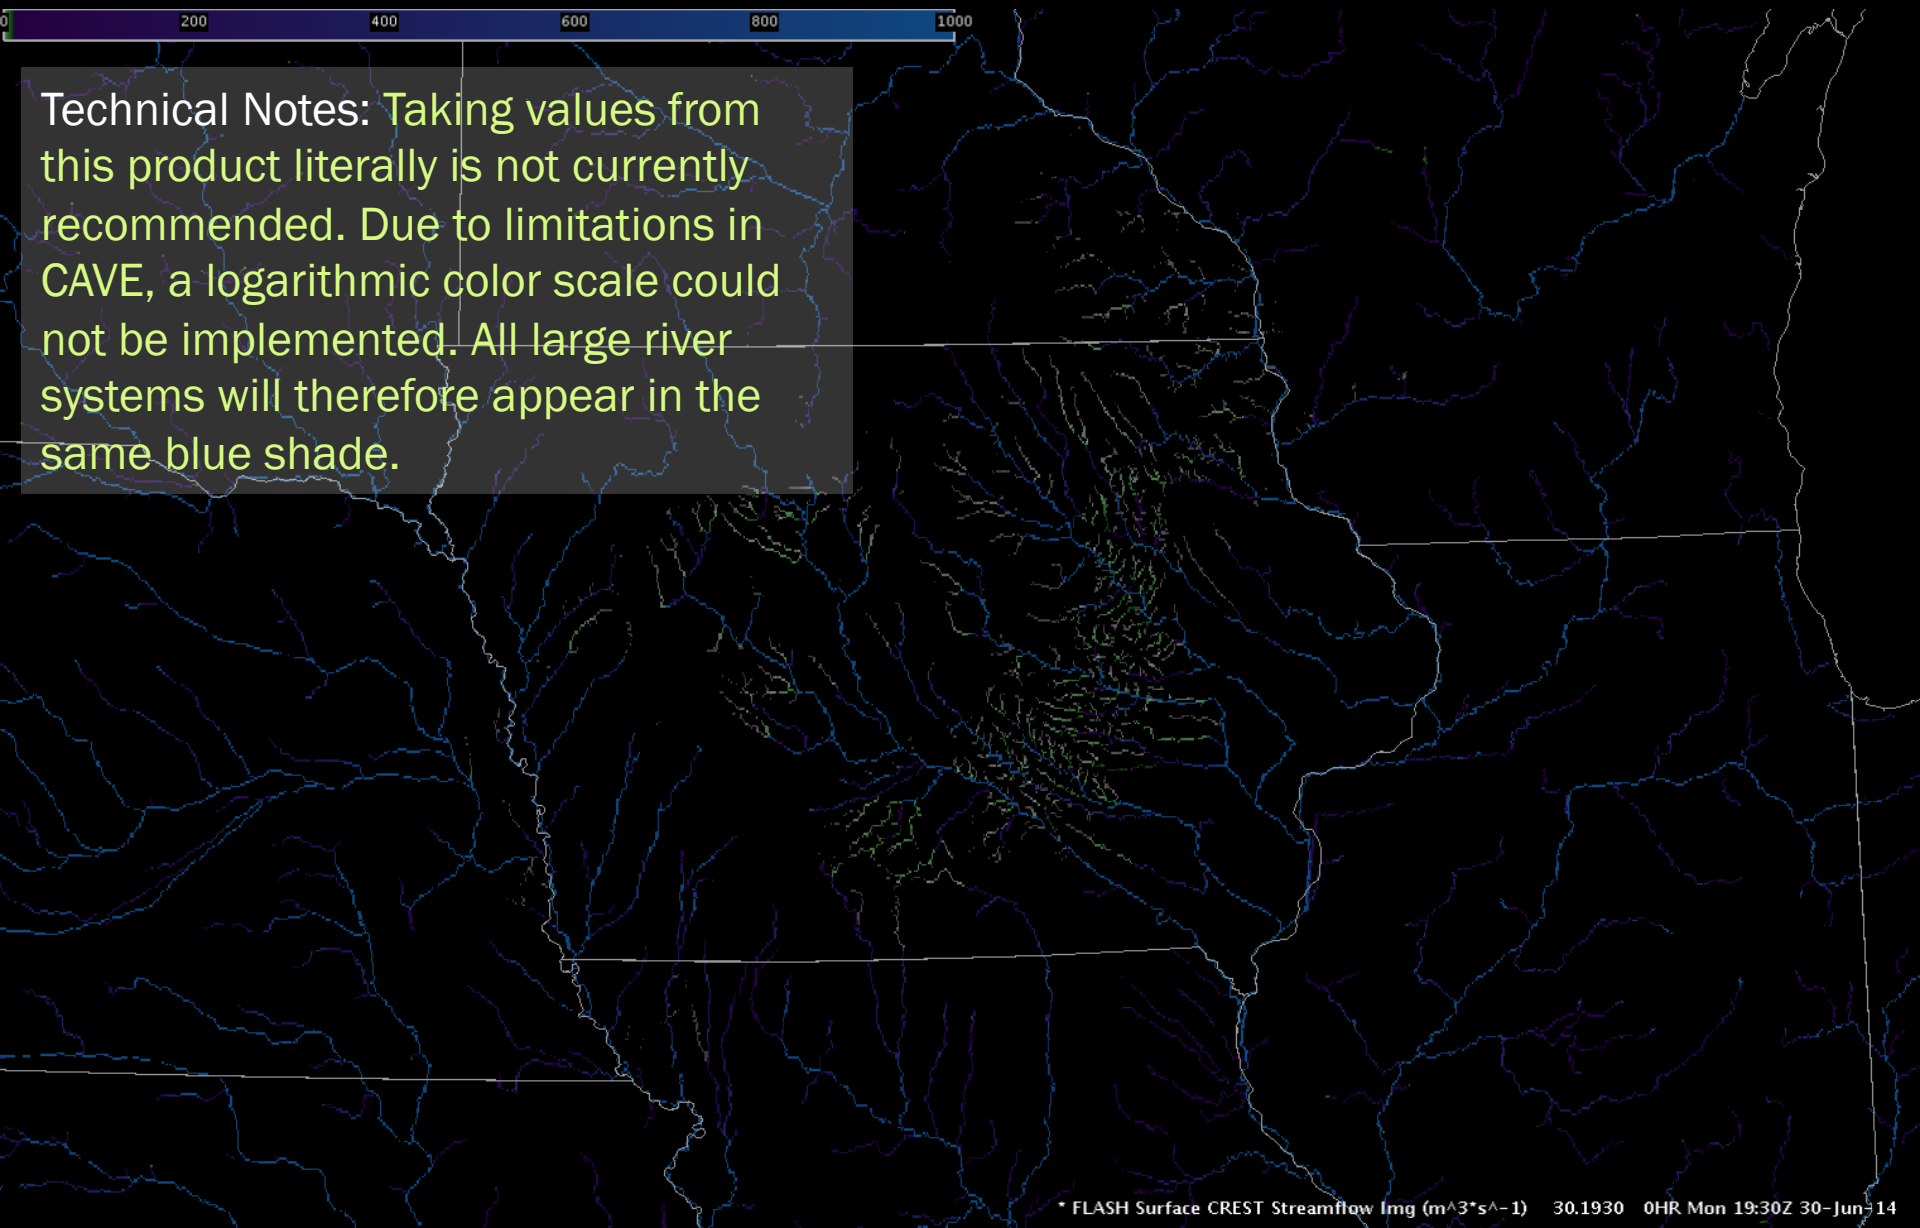 0 200 400 600 800 1000
Technical Notes: Taking values from
this product literally is not currently
recommended. Due to limitations in
CAVE, a logarithmic color scale could
not be implemented. All large river
systems will therefore appear in the
same blue shade.
* FLASH Surface CREST Streamflow Img (m^3*s^-1) 30.1930 0HR Mon 19:30Z 30-Jun-14